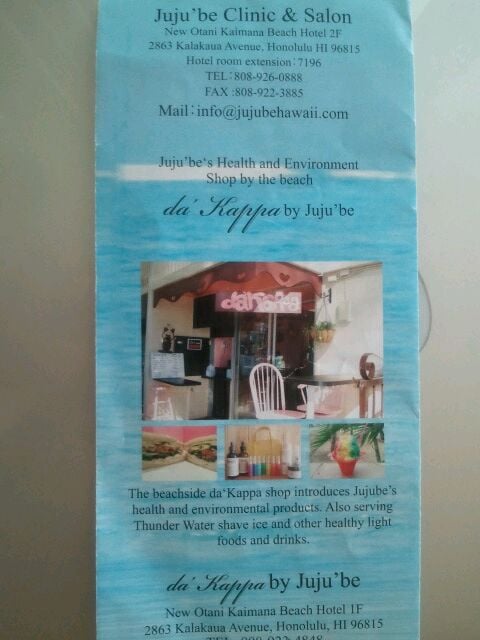 Juju'be Clinic & Salon
New Otani Kaimana Beach Hotel 2F
2863 Kalakaua Avenue, Honolulu HI 96815
Hotel room extension：7196
TEL：808-926-0888
FAX :808-922-3885
Mail：info@jujubehawaii.com
Juju'be‘s Health and Environment
Shop by the beach
da' Kappa by Juju'be
da'Kappa
The beachside da‘Kappa shop introduces Jujube's
health and environmental products. Also serving
Thunder Water shave ice and other healthy light
foods and drinks.
da' Kappa by Juju'be
New Otani Kaimana Beach Hotel 1F
2863 Kalakaua Avenue, Honolulu, HI 96815
TEL：808-922-4848